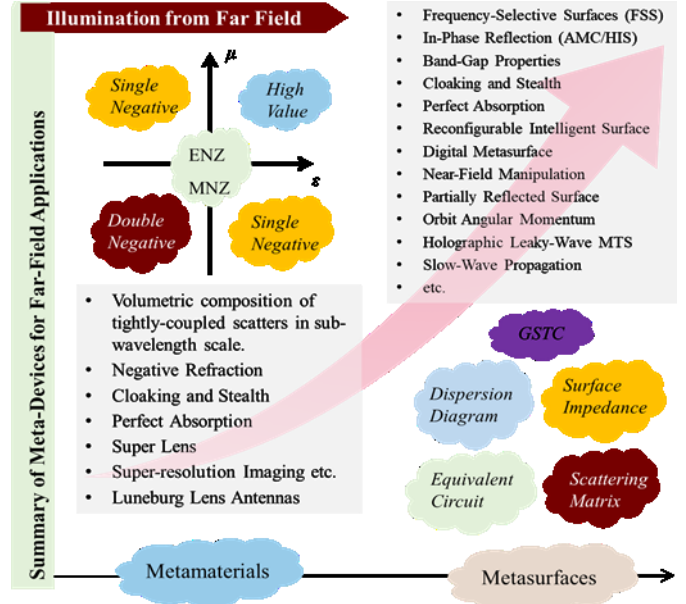 Illumination from Far Field
Summary of Meta-Devices for Far-Field Applications
μ
Single
Negative
High
Value
ENZ
MNZ
ε
Double
Negative
Single
Negative
• Volumetric composition of
tightly-coupled scatters in sub-
wavelength scale.
• Negative Refraction
• Cloaking and Stealth
• Perfect Absorption
• Super Lens
• Super-resolution Imaging etc.
• Luneburg Lens Antennas
• Frequency-Selective Surfaces (FSS)
• In-Phase Reflection (AMC/HIS)
• Band-Gap Properties
• Cloaking and Stealth
• Perfect Absorption
• Reconfigurable Intelligent Surface
• Digital Metasurface
• Near-Field Manipulation
• Partially Reflected Surface
• Orbit Angular Momentum
• Holographic Leaky-Wave MTS
• Slow-Wave Propagation
• etc.
GSTC
Dispersion
Diagram
Surface
Impedance
Equivalent
Circuit
Scattering
Matrix
Metamaterials
Metasurfaces